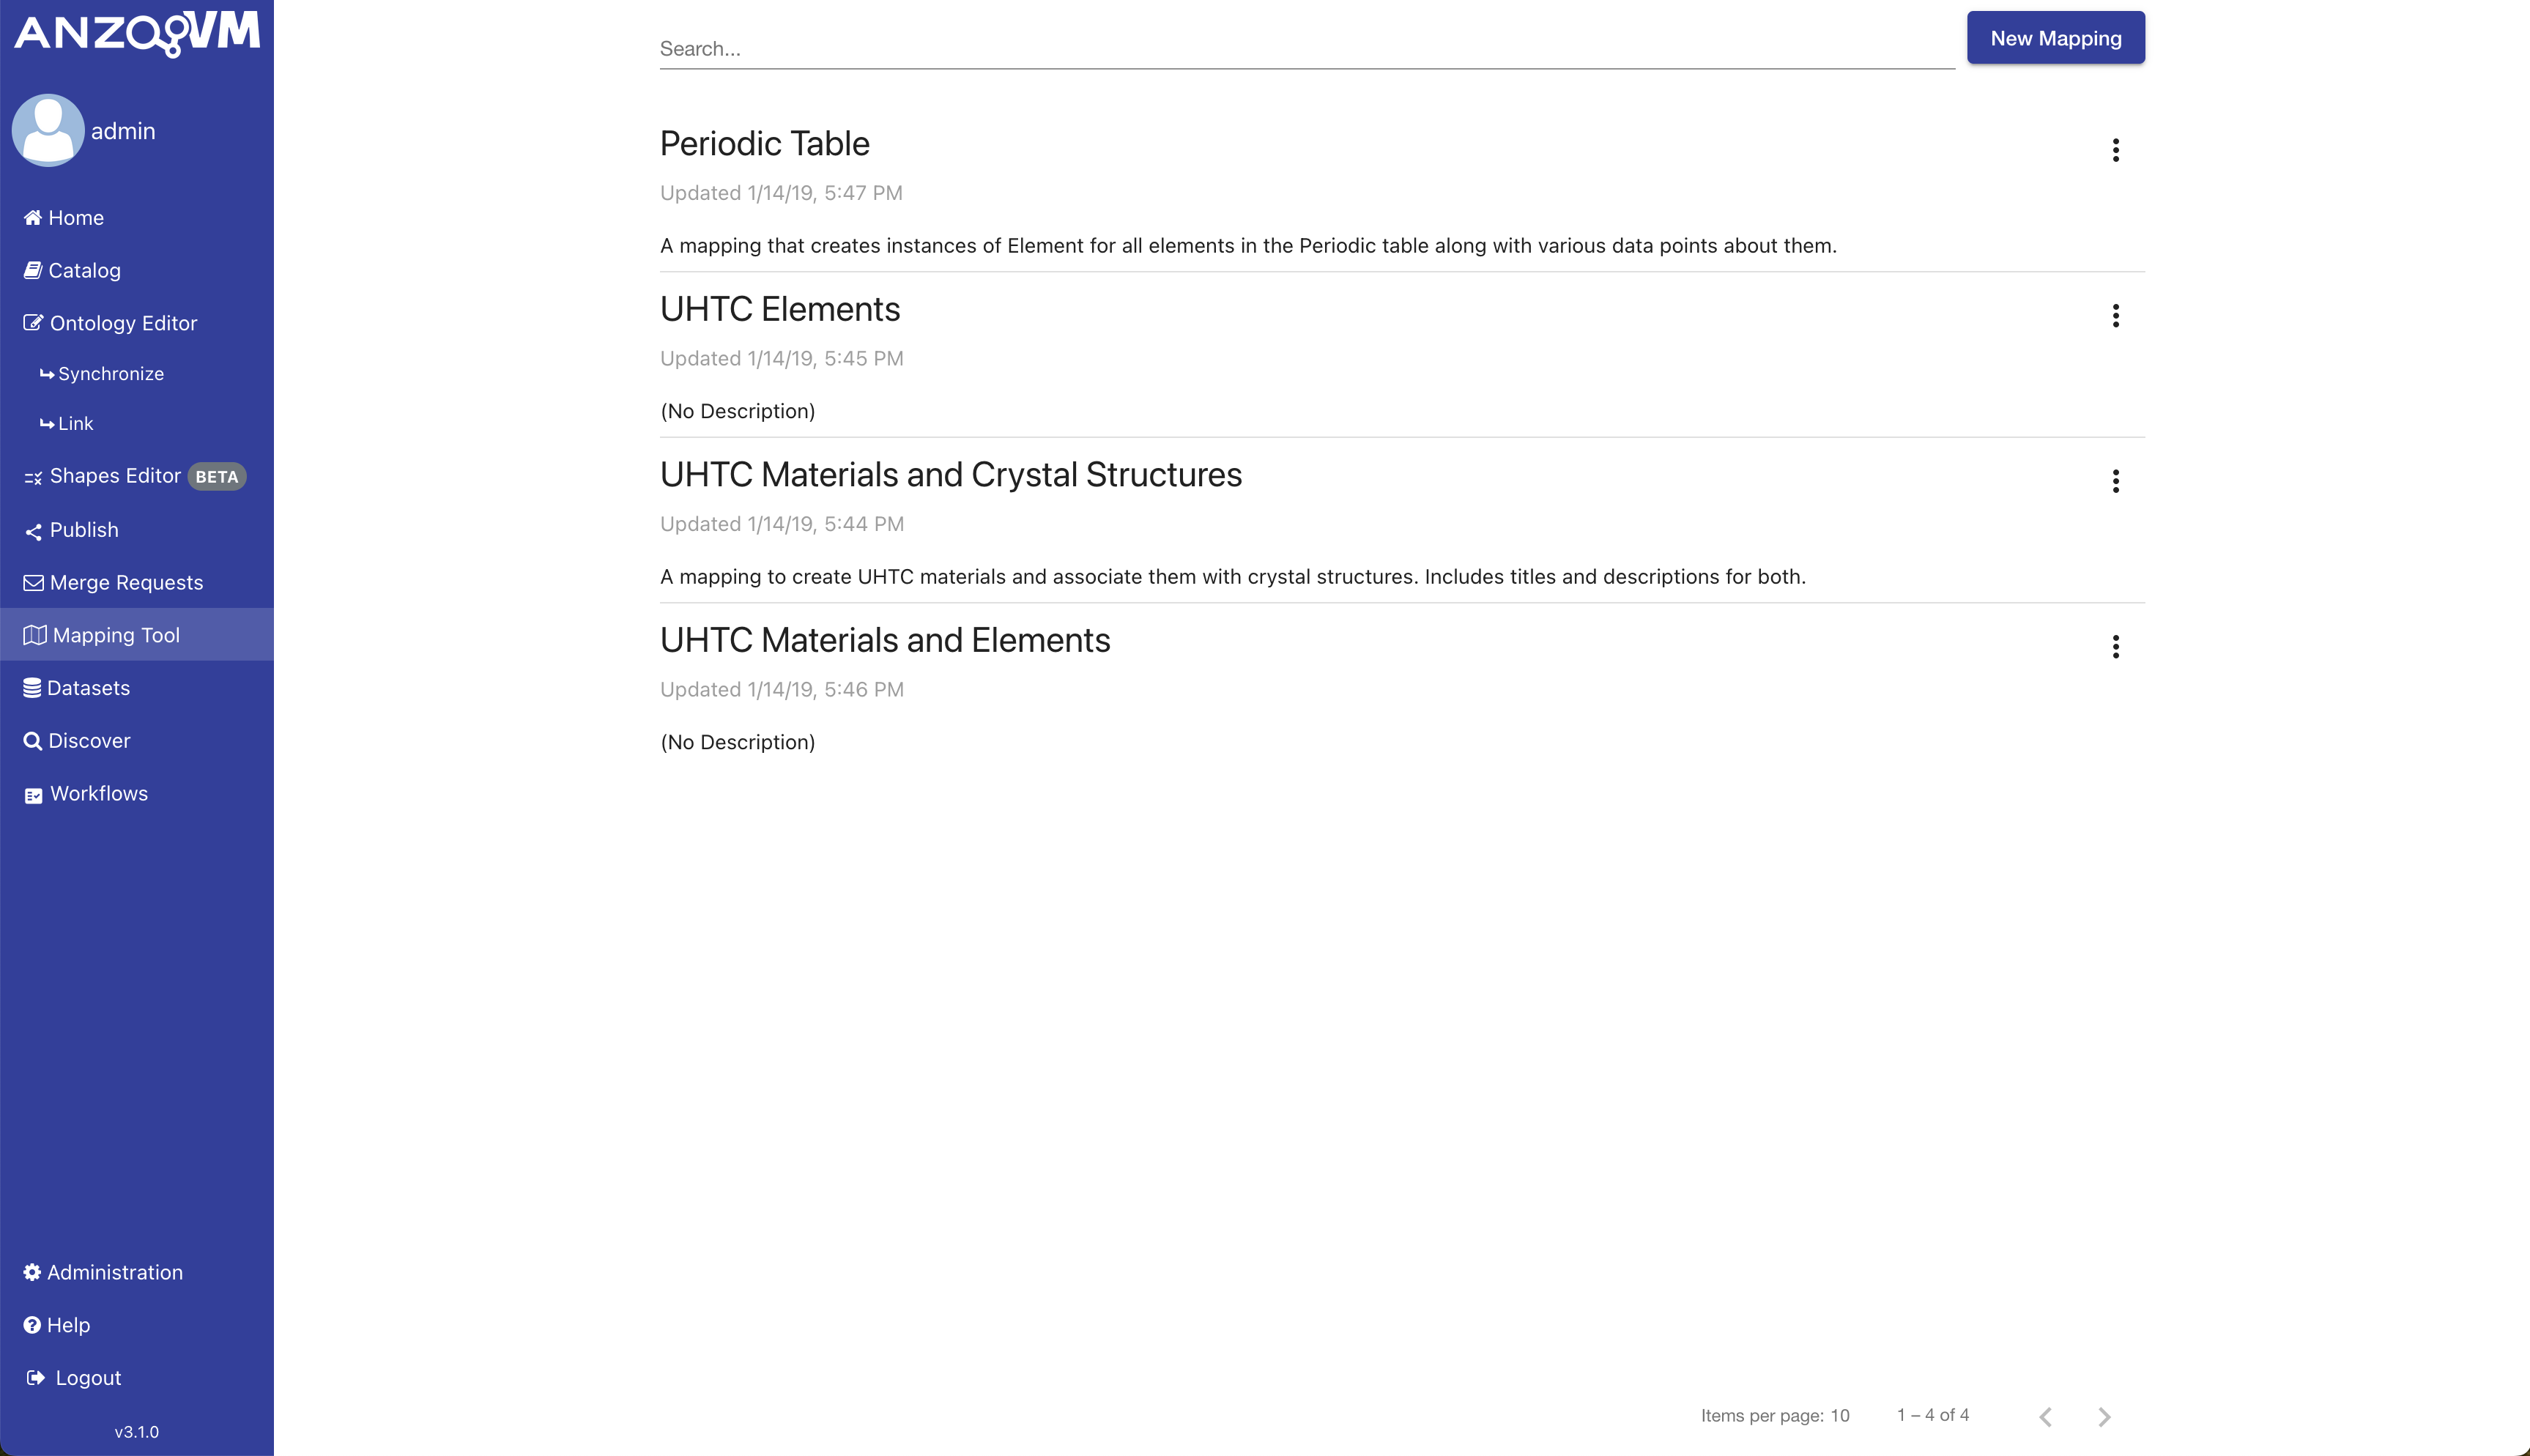 ANZOVM
admin
Home
Catalog
Ontology Editor
Synchronize
Link
Shapes Editor BETA
Publish
Merge Requests
Mapping Tool
Datasets
Discover
Workflows
Administration
Help
Logout
v3.1.0
Search...
New Mapping
Periodic Table
Updated 1/14/19, 5:47 PM
A mapping that creates instances of Element for all elements in the Periodic table along with various data points about them.
UHTC Elements
Updated 1/14/19, 5:45 PM
(No Description)
UHTC Materials and Crystal Structures
Updated 1/14/19, 5:44 PM
A mapping to create UHTC materials and associate them with crystal structures. Includes titles and descriptions for both.
UHTC Materials and Elements
Updated 1/14/19, 5:46 PM
(No Description)
Items per page: 10
1 – 4 of 4